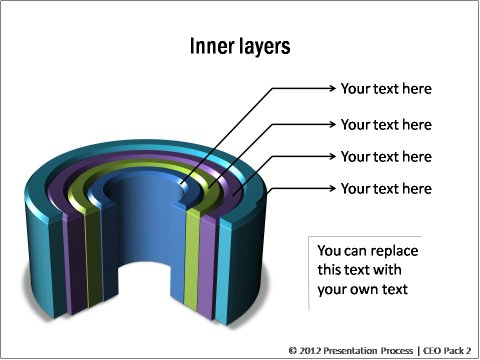 Inner layers
Your text here
Your text here
Your text here
Your text here
You can replace
this text with
your own text
© 2012 Presentation Process | CEO Pack 2